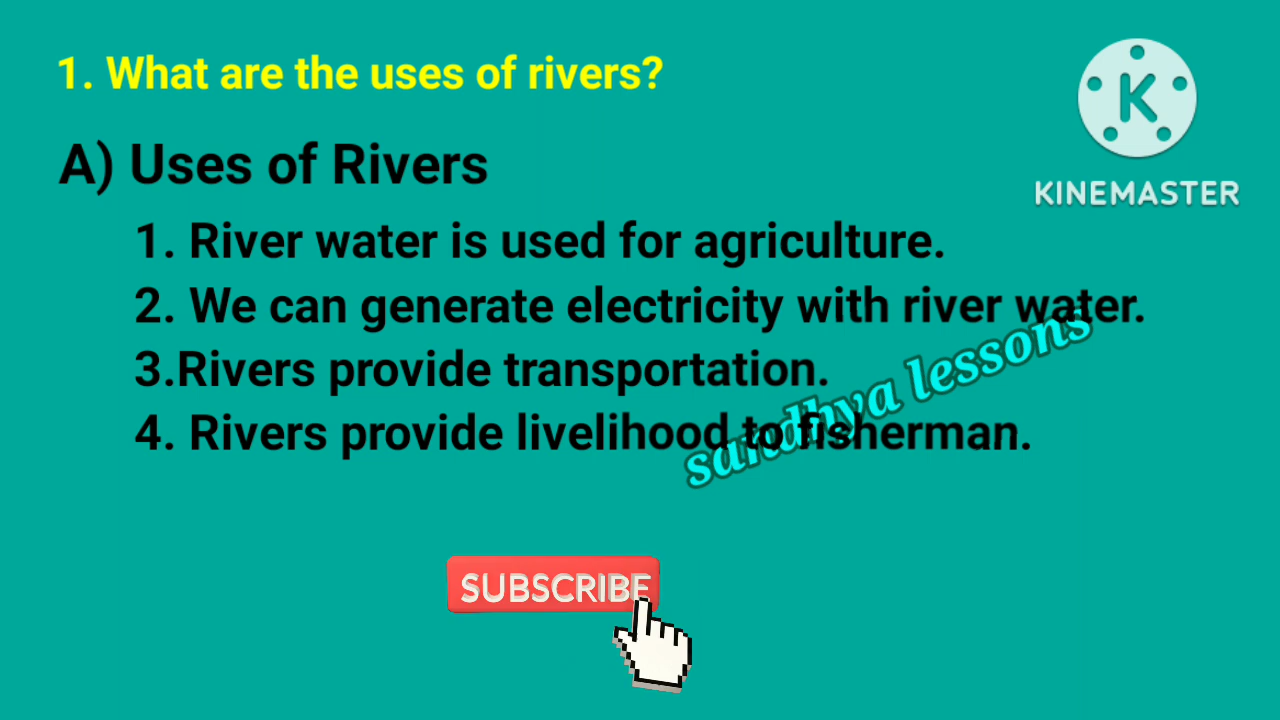 1. What are the uses of rivers?
A) Uses of Rivers
1. River water is used for agriculture.
2. We can generate electricity with river water.
3.Rivers provide transportation.
4. Rivers provide livelihood to fisherman.
sandhya lessons
K
KINEMASTER
SUBSCRIBE